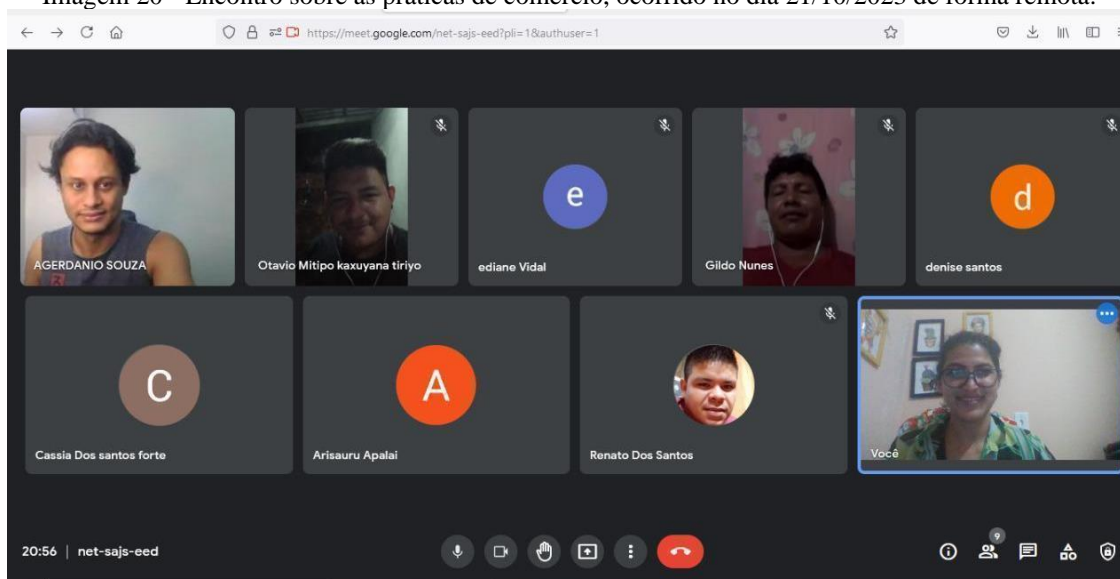 Imagem 20 - Encontro sobre as práticas de comércio, ocorrido no dia 21/10/2023 de forma remota.
https://meet.google.com/net-sajs-eed?pli=1&authuser=1
AGERDANIO SOUZA
Otavio Mitipo kaxuyana tiriyo
e
ediane Vidal
Gildo Nunes
d
denise santos
C
Cassia Dos santos forte
A
Arisauru Apalai
Renato Dos Santos
Você
20:56 | net-sajs-eed
9